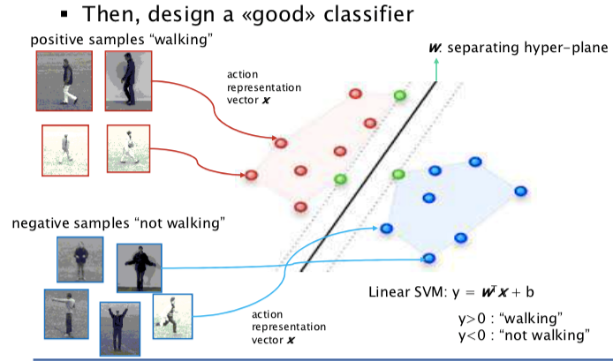 ▪ Then, design a «good» classifier
positive samples “walking”
w: separating hyper-plane
action
representation
vector x
negative samples “not walking”
action
representation
vector x
Linear SVM: y = wᵀx + b
y>0 : “walking”
y<0 : “not walking”